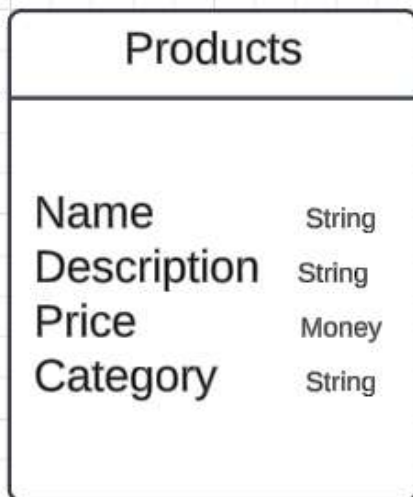 Products
Name String
Description String
Price Money
Category String